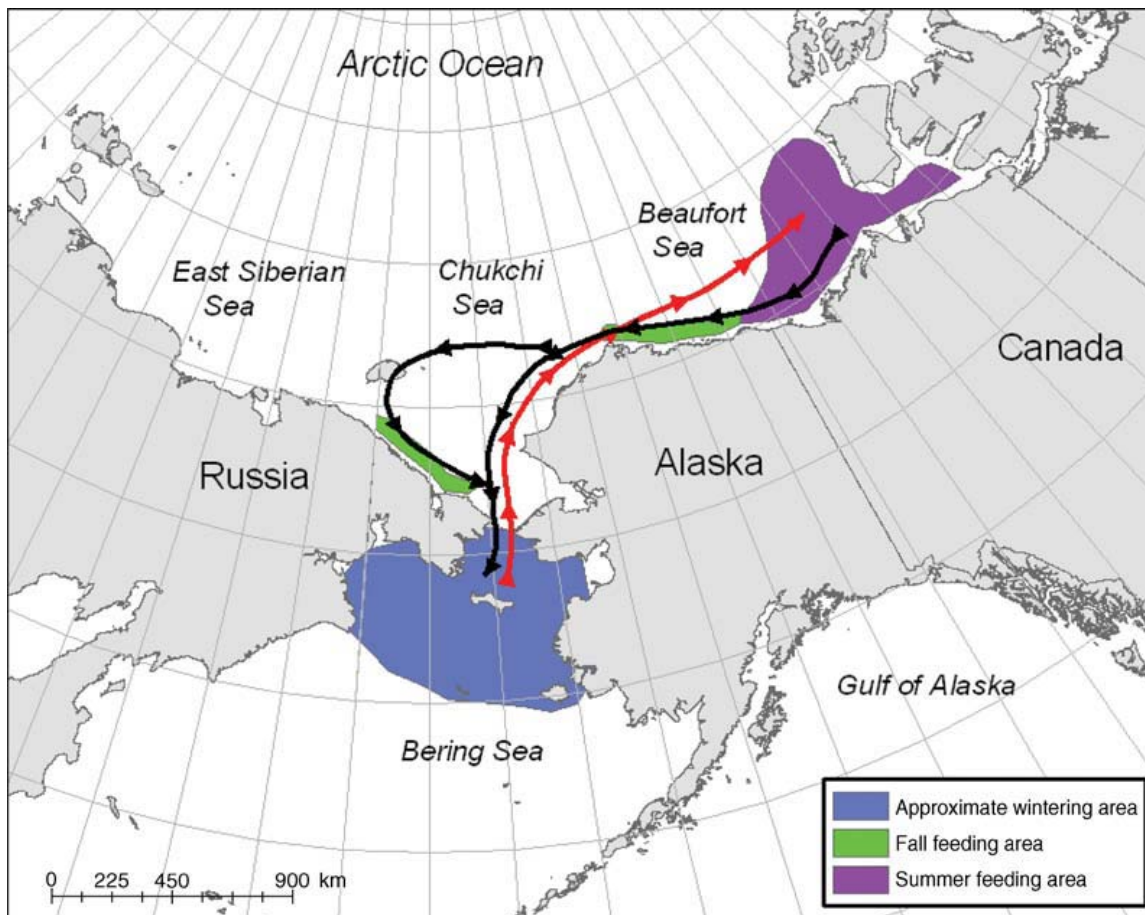 Arctic Ocean
Beaufort
Sea
East Siberian
Sea
Chukchi
Sea
Canada
Russia
Alaska
Gulf of Alaska
Bering Sea
Approximate wintering area
Fall feeding area
Summer feeding area
0 225 450 900 km